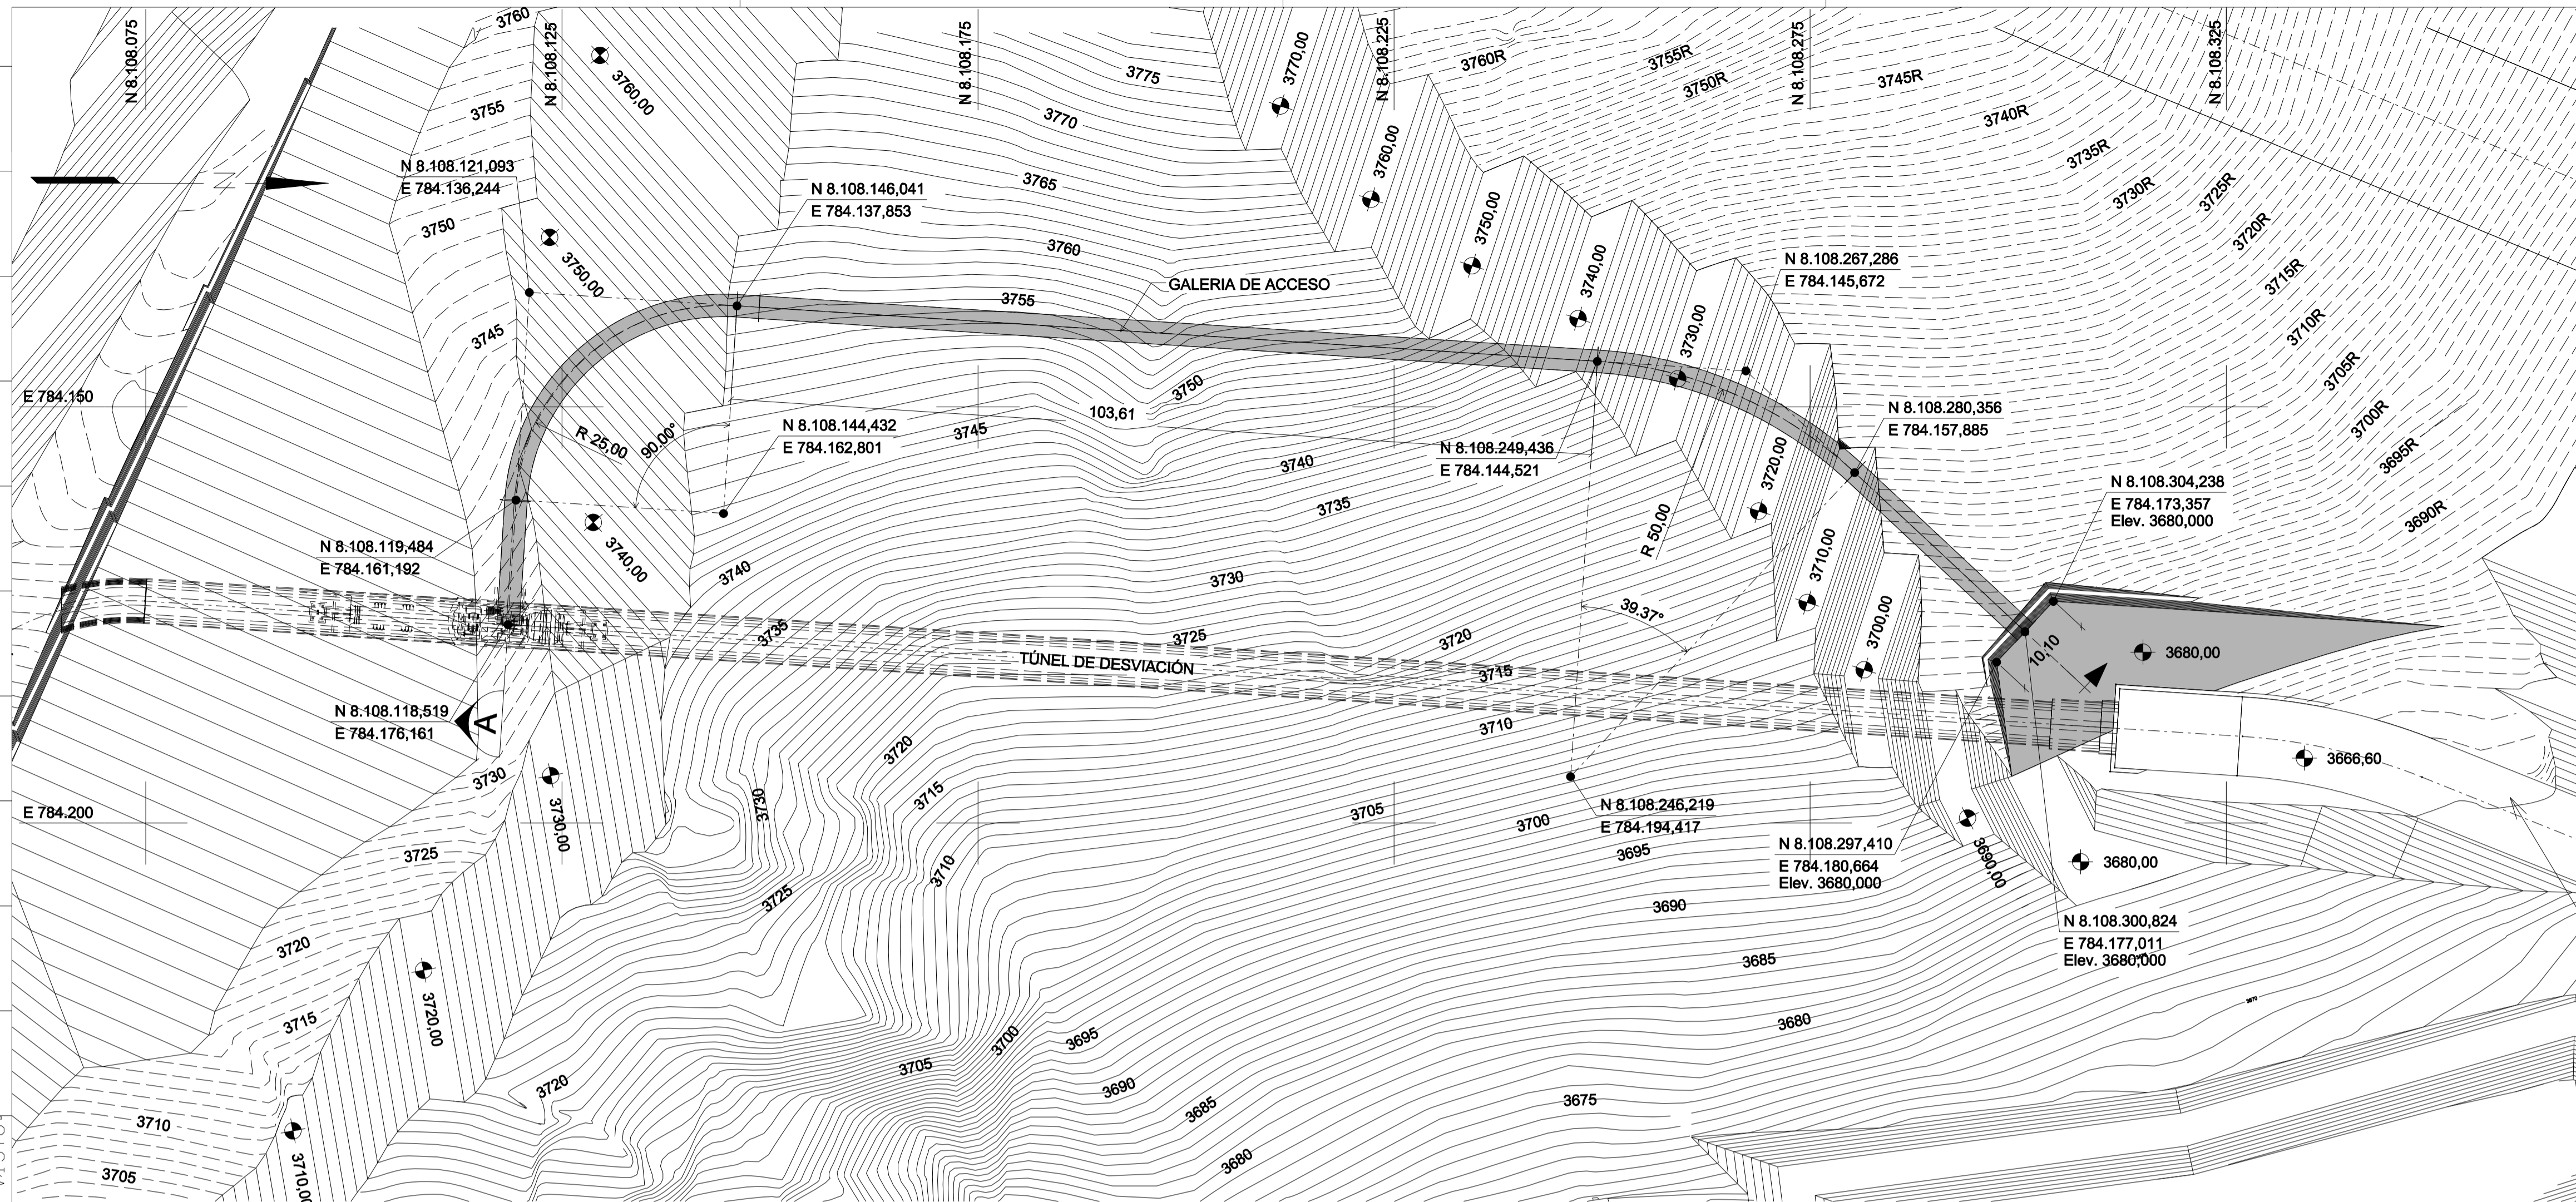 N 8.108.075
N 8.108.125
N 8.108.175
N 8.108.225
N 8.108.275
N 8.108.325
3760
3755
3750
3745
3760,00
3750,00
3740,00
3775
3770
3765
3760
3755
3750
3745
3740
3735
3730
3725
3720
3715
3710
3770,00
3760,00
3750,00
3740,00
3730,00
3720,00
3710,00
3700,00
3690,00
3760R
3755R
3750R
3745R
3740R
3735R
3730R
3725R
3720R
3715R
3710R
3705R
3700R
3695R
3690R
N 8.108.121,093
E 784.136,244
N
N 8.108.146,041
E 784.137,853
GALERIA DE ACCESO
N 8.108.267,286
E 784.145,672
E 784.150
N 8.108.144,432
E 784.162,801
R 25,00
90.00°
103,61
N 8.108.249,436
E 784.144,521
N 8.108.280,356
E 784.157,885
N 8.108.304,238
E 784.173,357
Elev. 3680,000
R 50,00
39.37°
N 8.108.119,484
E 784.161,192
10,10
3680,00
TÚNEL DE DESVIACIÓN
N 8.108.118,519
E 784.176,161
A
3740
3735
3730
3730
3730,00
3666,60
E 784.200
N 8.108.246,219
E 784.194,417
N 8.108.297,410
E 784.180,664
Elev. 3680,000
3680,00
N 8.108.300,824
E 784.177,011
Elev. 3680,000
3725
3725
3720
3715
3710
3705
3700
3695
3690
3685
3680
3675
3670
3720
3720,00
3715
3710
3710,00
3705
3720
3705
3700
3695
3690
3685
3680